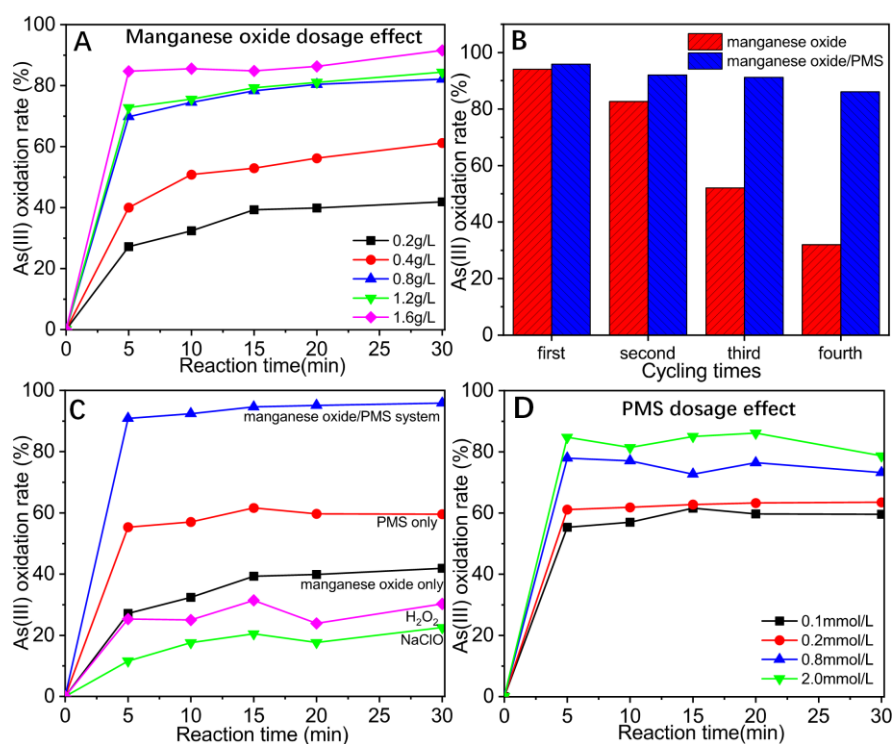 A
Manganese oxide dosage effect
As(III) oxidation rate (%)
100
80
60
40
20
0
0.2g/L
0.4g/L
0.8g/L
1.2g/L
1.6g/L
0 5 10 15 20 25 30
Reaction time(min)
B
manganese oxide
manganese oxide/PMS
As(III) oxidation rate (%)
100
80
60
40
20
0
first second third fourth
Cycling times
C
As(III) oxidation rate (%)
100
80
60
40
20
0
manganese oxide/PMS system
PMS only
manganese oxide only
H₂O₂
NaClO
0 5 10 15 20 25 30
Reaction time(min)
D
PMS dosage effect
As(III) oxidation rate (%)
100
80
60
40
20
0
0.1mmol/L
0.2mmol/L
0.8mmol/L
2.0mmol/L
0 5 10 15 20 25 30
Reaction time(min)